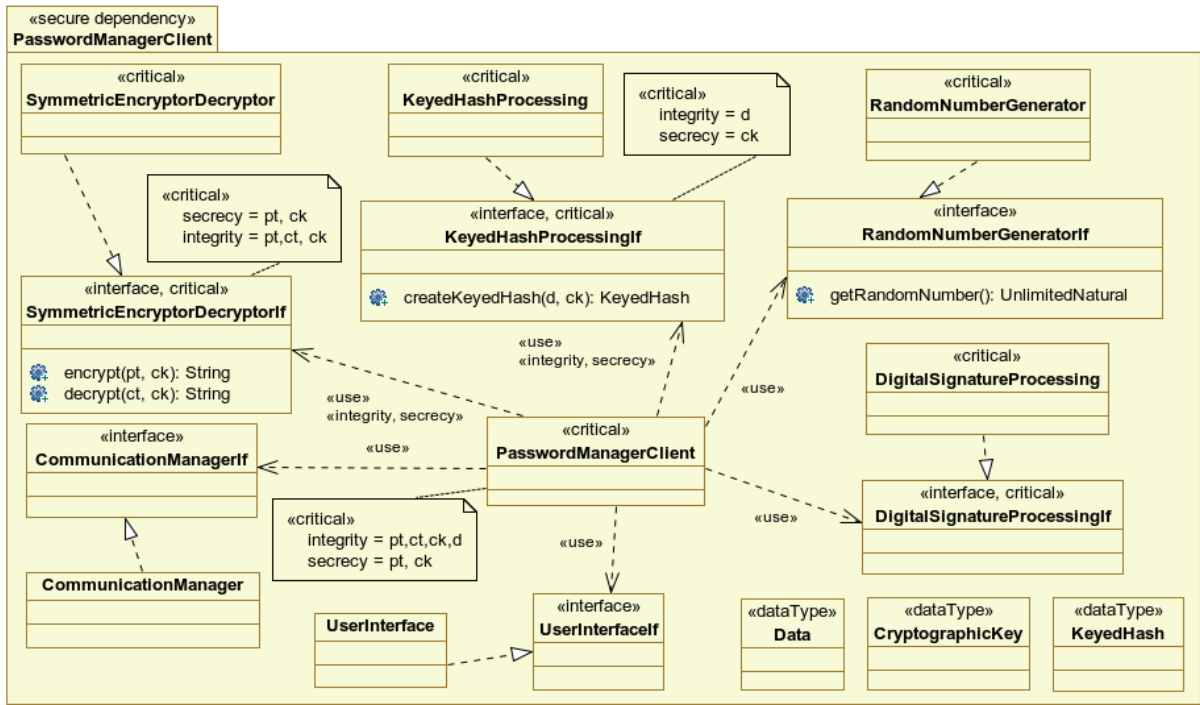 «secure dependency»
PasswordManagerClient
«critical»
SymmetricEncryptorDecryptor
«critical»
KeyedHashProcessing
«critical»
integrity = d
secrecy = ck
«critical»
RandomNumberGenerator
«critical»
secrecy = pt, ck
integrity = pt,ct, ck
«interface, critical»
KeyedHashProcessingIf
createKeyedHash(d, ck): KeyedHash
«interface»
RandomNumberGeneratorIf
getRandomNumber(): UnlimitedNatural
«interface, critical»
SymmetricEncryptorDecryptorIf
encrypt(pt, ck): String
decrypt(ct, ck): String
«use»
«integrity, secrecy»
«use»
«integrity, secrecy»
«use»
«use»
«critical»
DigitalSignatureProcessing
«interface»
CommunicationManagerIf
«critical»
PasswordManagerClient
«critical»
integrity = pt,ct,ck,d
secrecy = pt, ck
«use»
«use»
«interface, critical»
DigitalSignatureProcessingIf
CommunicationManager
UserInterface
«interface»
UserInterfaceIf
«dataType»
Data
«dataType»
CryptographicKey
«dataType»
KeyedHash